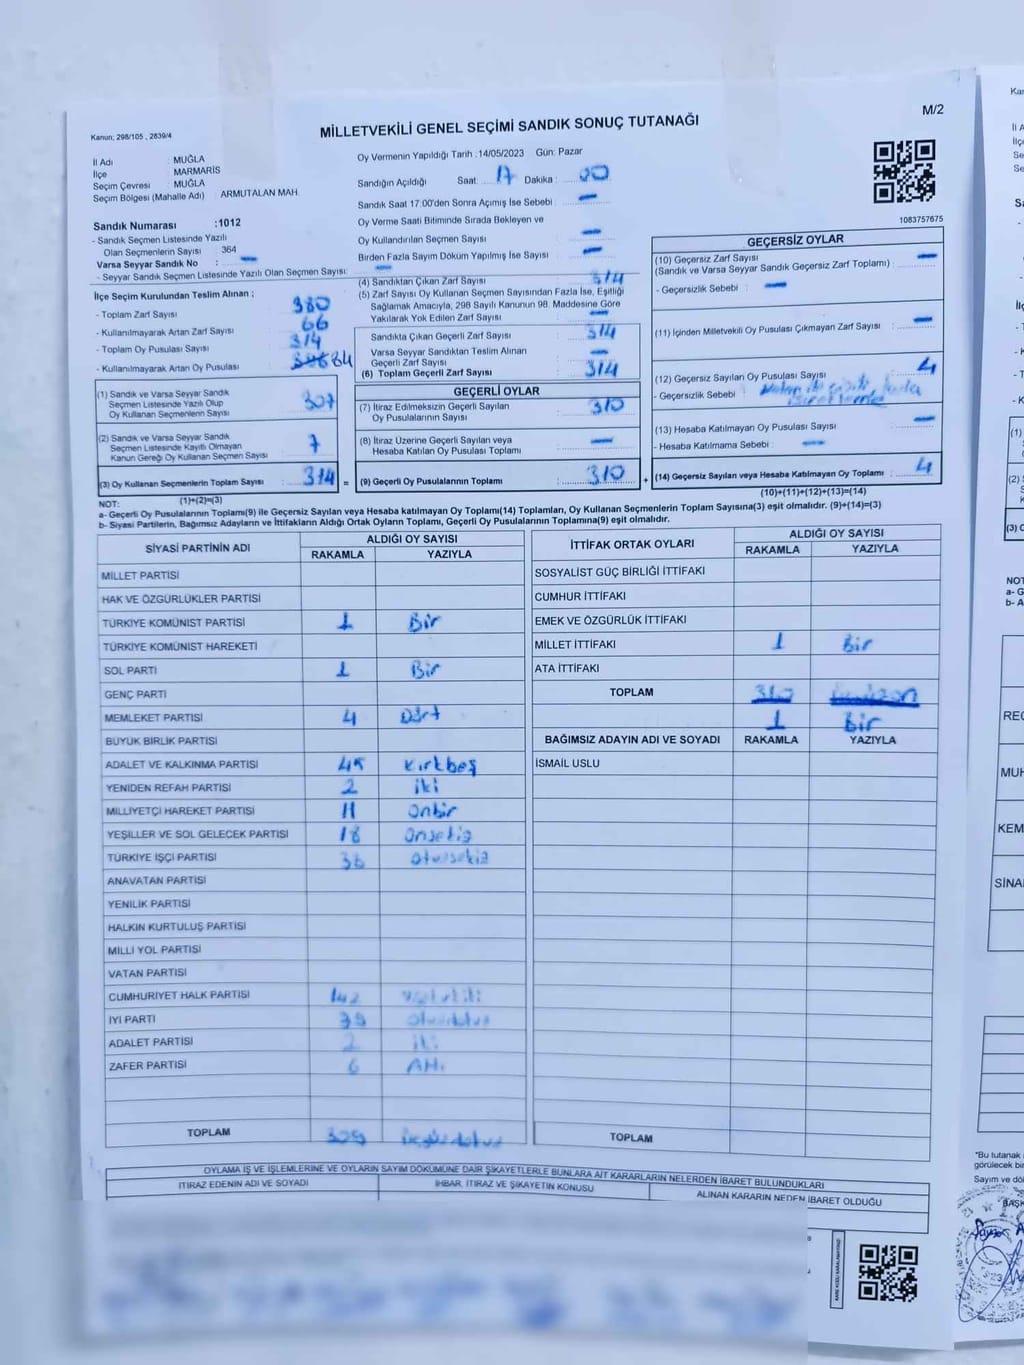 M/2
Kanun: 298/105 , 2839/4
MİLLETVEKİLİ GENEL SEÇİMİ SANDIK SONUÇ TUTANAĞI
İl Adı : MUĞLA
İlçe : MARMARİS
Seçim Çevresi : MUĞLA
Seçim Bölgesi (Mahalle Adı) : ARMUTALAN MAH.
Sandık Numarası :1012
- Sandık Seçmen Listesinde Yazılı
Olan Seçmenlerin Sayısı : 364
Varsa Seyyar Sandık No : -
- Seyyar Sandık Seçmen Listesinde Yazılı Olan Seçmen Sayısı: -
Oy Vermenin Yapıldığı Tarih :14/05/2023 Gün: Pazar
Sandığın Açıldığı Saat: 17 Dakika : 00
Sandık Saat 17:00'den Sonra Açımış İse Sebebi : -
Oy Verme Saati Bitiminde Sırada Bekleyen ve
Oy Kullandırılan Seçmen Sayısı : -
Birden Fazla Sayım Döküm Yapılmış İse Sayısı : -
1083757675
İlçe Seçim Kurulundan Teslim Alınan :
- Toplam Zarf Sayısı : 380
- Kullanılmayarak Artan Zarf Sayısı : 66
- Toplam Oy Pusulası Sayısı : 314
- Kullanılmayarak Artan Oy Pusulası : 84
(1) Sandık ve Varsa Seyyar Sandık
Seçmen Listesinde Yazılı Olup
Oy Kullanan Seçmenlerin Sayısı : 307
(2) Sandık ve Varsa Seyyar Sandık
Seçmen Listesinde Kayıtlı Olmayan
Kanun Gereği Oy Kullanan Seçmen Sayısı : 7
(3) Oy Kullanan Seçmenlerin Toplam Sayısı : 314 =
(1)+(2)=(3)
(4) Sandıktan Çıkan Zarf Sayısı : 314
(5) Zarf Sayısı Oy Kullanan Seçmen Sayısından Fazla İse, Eşitliği
Sağlamak Amacıyla, 298 Sayılı Kanunun 98. Maddesine Göre
Yakılarak Yok Edilen Zarf Sayısı : -
Sandıkta Çıkan Geçerli Zarf Sayısı : 314
Varsa Seyyar Sandıktan Teslim Alınan
Geçerli Zarf Sayısı : -
(6) Toplam Geçerli Zarf Sayısı : 314
GEÇERLİ OYLAR
(7) İtiraz Edilmeksizin Geçerli Sayılan
Oy Pusulalarının Sayısı : 310
(8) İtiraz Üzerine Geçerli Sayılan veya
Hesaba Katılan Oy Pusulası Toplamı : -
(9) Geçerli Oy Pusulalarının Toplamı : 310 +
GEÇERSİZ OYLAR
(10) Geçersiz Zarf Sayısı
(Sandık ve Varsa Seyyar Sandık Geçersiz Zarf Toplamı) : -
- Geçersizlik Sebebi : -
(11) İçinden Milletvekili Oy Pusulası Çıkmayan Zarf Sayısı : -
(12) Geçersiz Sayılan Oy Pusulası Sayısı : 4
- Geçersizlik Sebebi :
(13) Hesaba Katılmayan Oy Pusulası Sayısı : -
- Hesaba Katılmama Sebebi : -
(14) Geçersiz Sayılan veya Hesaba Katılmayan Oy Toplamı : 4
(10)+(11)+(12)+(13)=(14)
NOT:
a- Geçerli Oy Pusulalarının Toplamı(9) ile Geçersiz Sayılan veya Hesaba katılmayan Oy Toplamı(14) Toplamları, Oy Kullanan Seçmenlerin Toplam Sayısına(3) eşit olmalıdır. (9)+(14)=(3)
b- Siyasi Partilerin, Bağımsız Adayların ve İttifakların Aldığı Ortak Oyların Toplamı, Geçerli Oy Pusulalarının Toplamına(9) eşit olmalıdır.
SİYASİ PARTİNİN ADI ALDIĞI OY SAYISI
RAKAMLA YAZIYLA
MİLLET PARTİSİ
HAK VE ÖZGÜRLÜKLER PARTİSİ
TÜRKİYE KOMÜNİST PARTİSİ 1 Bir
TÜRKİYE KOMÜNİST HAREKETİ
SOL PARTİ 1 Bir
GENÇ PARTİ
MEMLEKET PARTİSİ 4 Dört
BÜYÜK BİRLİK PARTİSİ
ADALET VE KALKINMA PARTİSİ 45 Kırkbeş
YENİDEN REFAH PARTİSİ 2 iki
MİLLİYETÇİ HAREKET PARTİSİ 11 Onbir
YEŞİLLER VE SOL GELECEK PARTİSİ 18 Onsekiz
TÜRKİYE İŞÇİ PARTİSİ 38 Otuzsekiz
ANAVATAN PARTİSİ
YENİLİK PARTİSİ
HALKIN KURTULUŞ PARTİSİ
MİLLİ YOL PARTİSİ
VATAN PARTİSİ
CUMHURİYET HALK PARTİSİ 142
İYİ PARTİ 39 Otuzdokuz
ADALET PARTİSİ 2 İki
ZAFER PARTİSİ 6 Altı
TOPLAM 309 Üçyüzdokuz
İTTİFAK ORTAK OYLARI ALDIĞI OY SAYISI
RAKAMLA YAZIYLA
SOSYALİST GÜÇ BİRLİĞİ İTTİFAKI
CUMHUR İTTİFAKI
EMEK VE ÖZGÜRLÜK İTTİFAKI
MİLLET İTTİFAKI 1 Bir
ATA İTTİFAKI
TOPLAM 310
1 Bir
BAĞIMSIZ ADAYIN ADI VE SOYADI RAKAMLA YAZIYLA
İSMAİL USLU
TOPLAM
OYLAMA İŞ VE İŞLEMLERİNE VE OYLARIN SAYIM DÖKÜMÜNE DAİR ŞİKAYETLERLE BUNLARA AİT KARARLARIN NELERDEN İBARET BULUNDUKLARI
İTİRAZ EDENİN ADI VE SOYADI
İHBAR, İTİRAZ VE ŞİKAYETİN KONUSU
ALINAN KARARIN NEDEN İBARET OLDUĞU